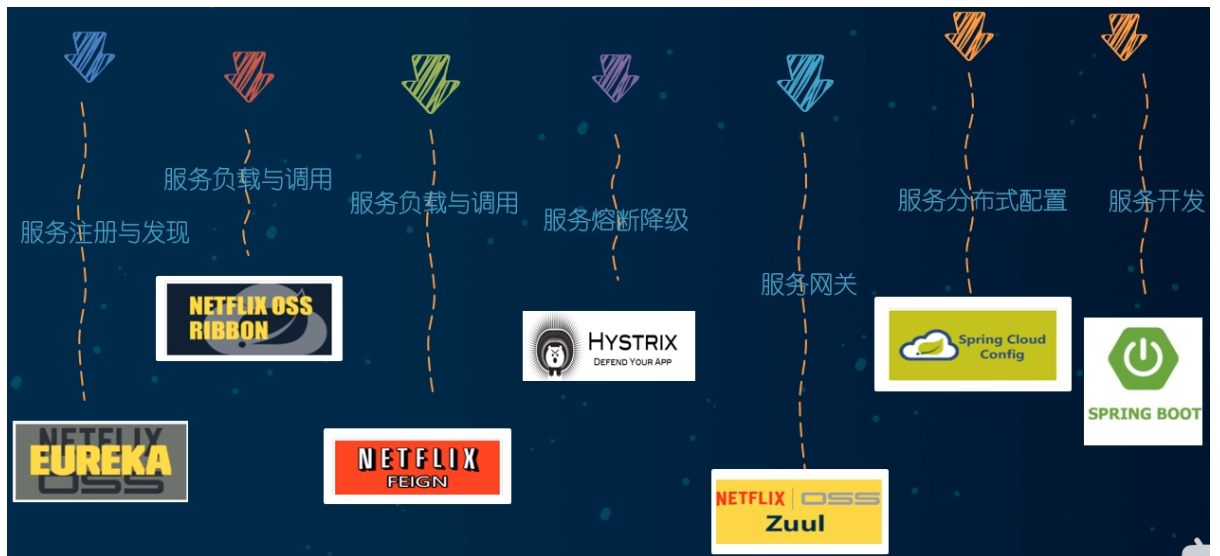 服务注册与发现
NETFLIX
EUREKA
OSS
服务负载与调用
NETFLIX OSS
RIBBON
服务负载与调用
NETFLIX
FEIGN
服务熔断降级
HYSTRIX
DEFEND YOUR APP
服务网关
NETFLIX | OSS
Zuul
服务分布式配置
Spring Cloud
Config
服务开发
SPRING BOOT